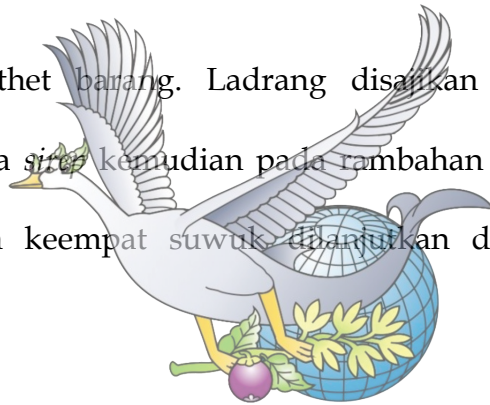 thet barang. Ladrang disajikan
a sirep kemudian pada rambahan
keempat suwuk dilanjutkan d